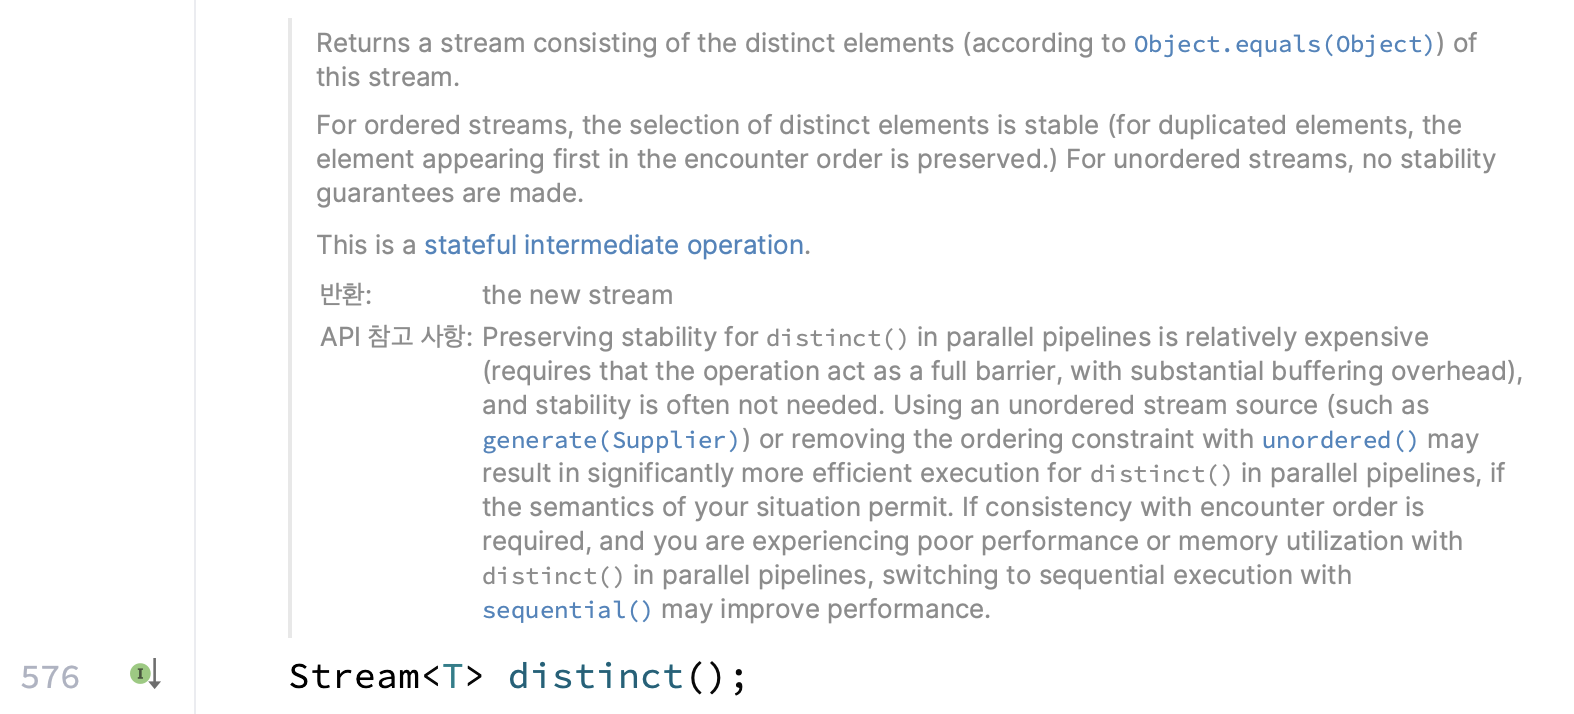 Returns a stream consisting of the distinct elements (according to Object.equals(Object)) of
this stream.
For ordered streams, the selection of distinct elements is stable (for duplicated elements, the
element appearing first in the encounter order is preserved.) For unordered streams, no stability
guarantees are made.
This is a stateful intermediate operation.
반환: the new stream
API 참고 사항: Preserving stability for distinct() in parallel pipelines is relatively expensive
(requires that the operation act as a full barrier, with substantial buffering overhead),
and stability is often not needed. Using an unordered stream source (such as
generate(Supplier)) or removing the ordering constraint with unordered() may
result in significantly more efficient execution for distinct() in parallel pipelines, if
the semantics of your situation permit. If consistency with encounter order is
required, and you are experiencing poor performance or memory utilization with
distinct() in parallel pipelines, switching to sequential execution with
sequential() may improve performance.
576 I Stream<T> distinct();